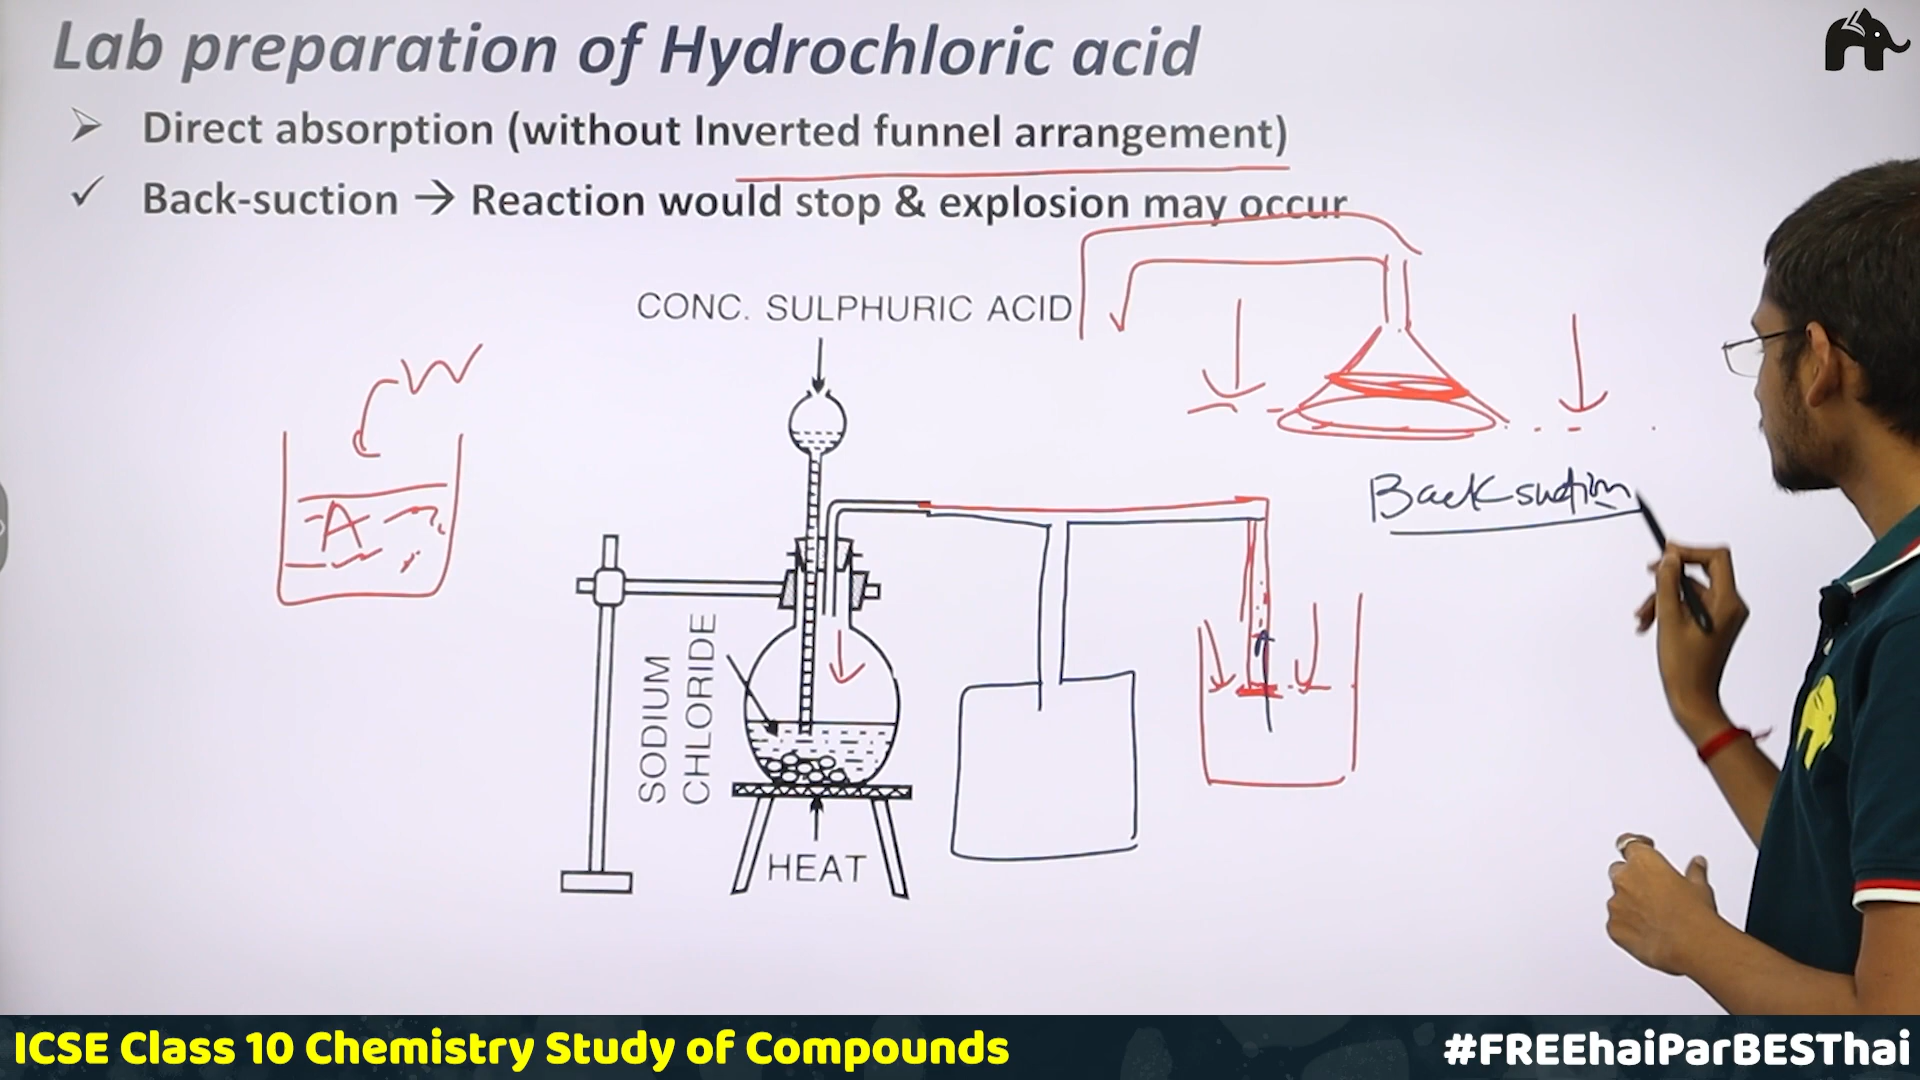 Lab preparation of Hydrochloric acid
➢ Direct absorption (without Inverted funnel arrangement)
✓ Back-suction → Reaction would stop & explosion may occur
CONC. SULPHURIC ACID
W
A
Back suction
SODIUM
CHLORIDE
HEAT
ICSE Class 10 Chemistry Study of Compounds
#FREEhaiParBESThai